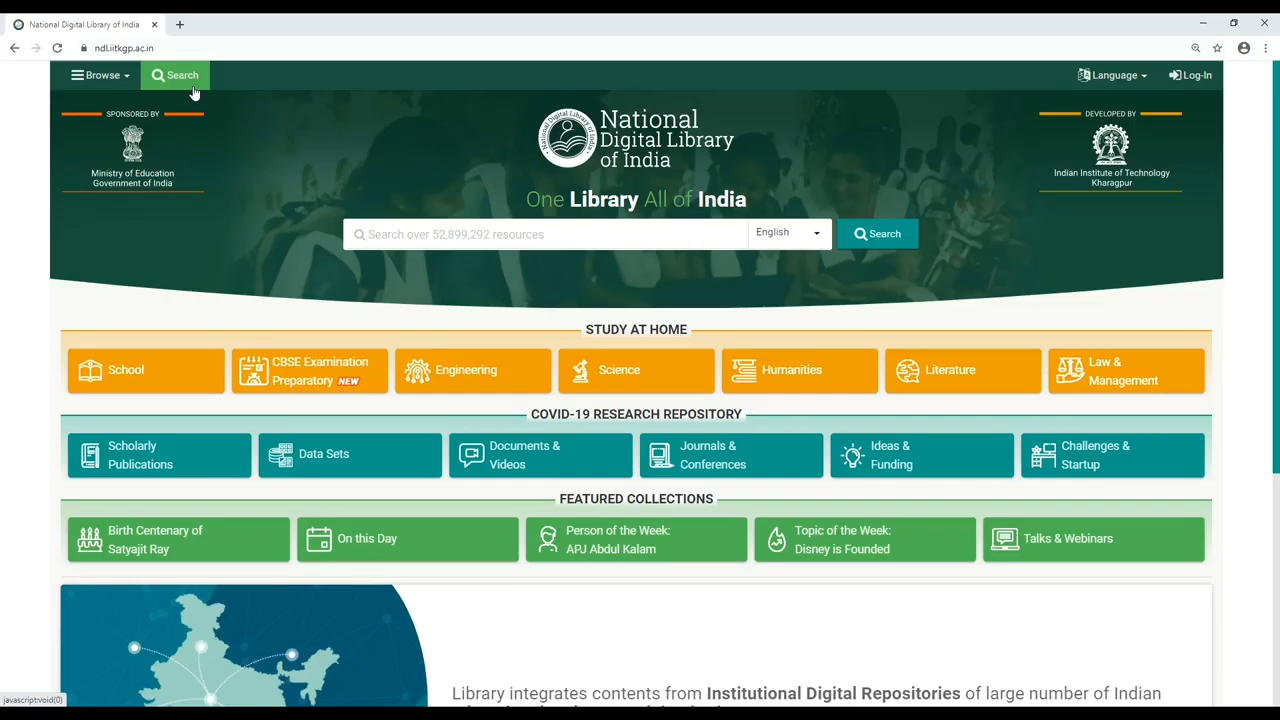 National Digital Library of India
ndl.iitkgp.ac.in
Browse
Search
Language
Log-In
SPONSORED BY
Ministry of Education
Government of India
National
Digital Library
of India
DEVELOPED BY
Indian Institute of Technology
Kharagpur
One Library All of India
Search over 52,899,292 resources
English
Search
STUDY AT HOME
School
CBSE Examination
Preparatory NEW
Engineering
Science
Humanities
Literature
Law &
Management
COVID-19 RESEARCH REPOSITORY
Scholarly
Publications
Data Sets
Documents &
Videos
Journals &
Conferences
Ideas &
Funding
Challenges &
Startup
FEATURED COLLECTIONS
Birth Centenary of
Satyajit Ray
On this Day
Person of the Week:
APJ Abdul Kalam
Topic of the Week:
Disney is Founded
Talks & Webinars
Library integrates contents from Institutional Digital Repositories of large number of Indian
javascript:void(0)